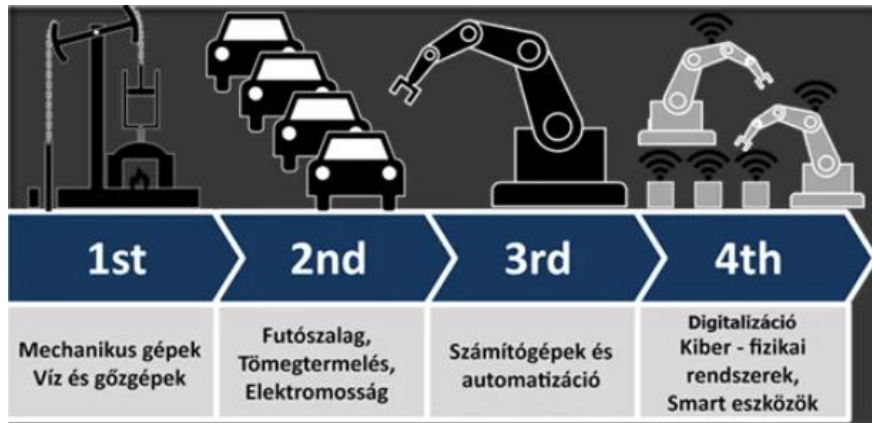 1st
2nd
3rd
4th
Mechanikus gépek
Víz és gőzgépek
Futószalag,
Tömegtermelés,
Elektromosság
Számítógépek és
automatizáció
Digitalizáció
Kiber - fizikai
rendszerek,
Smart eszközök